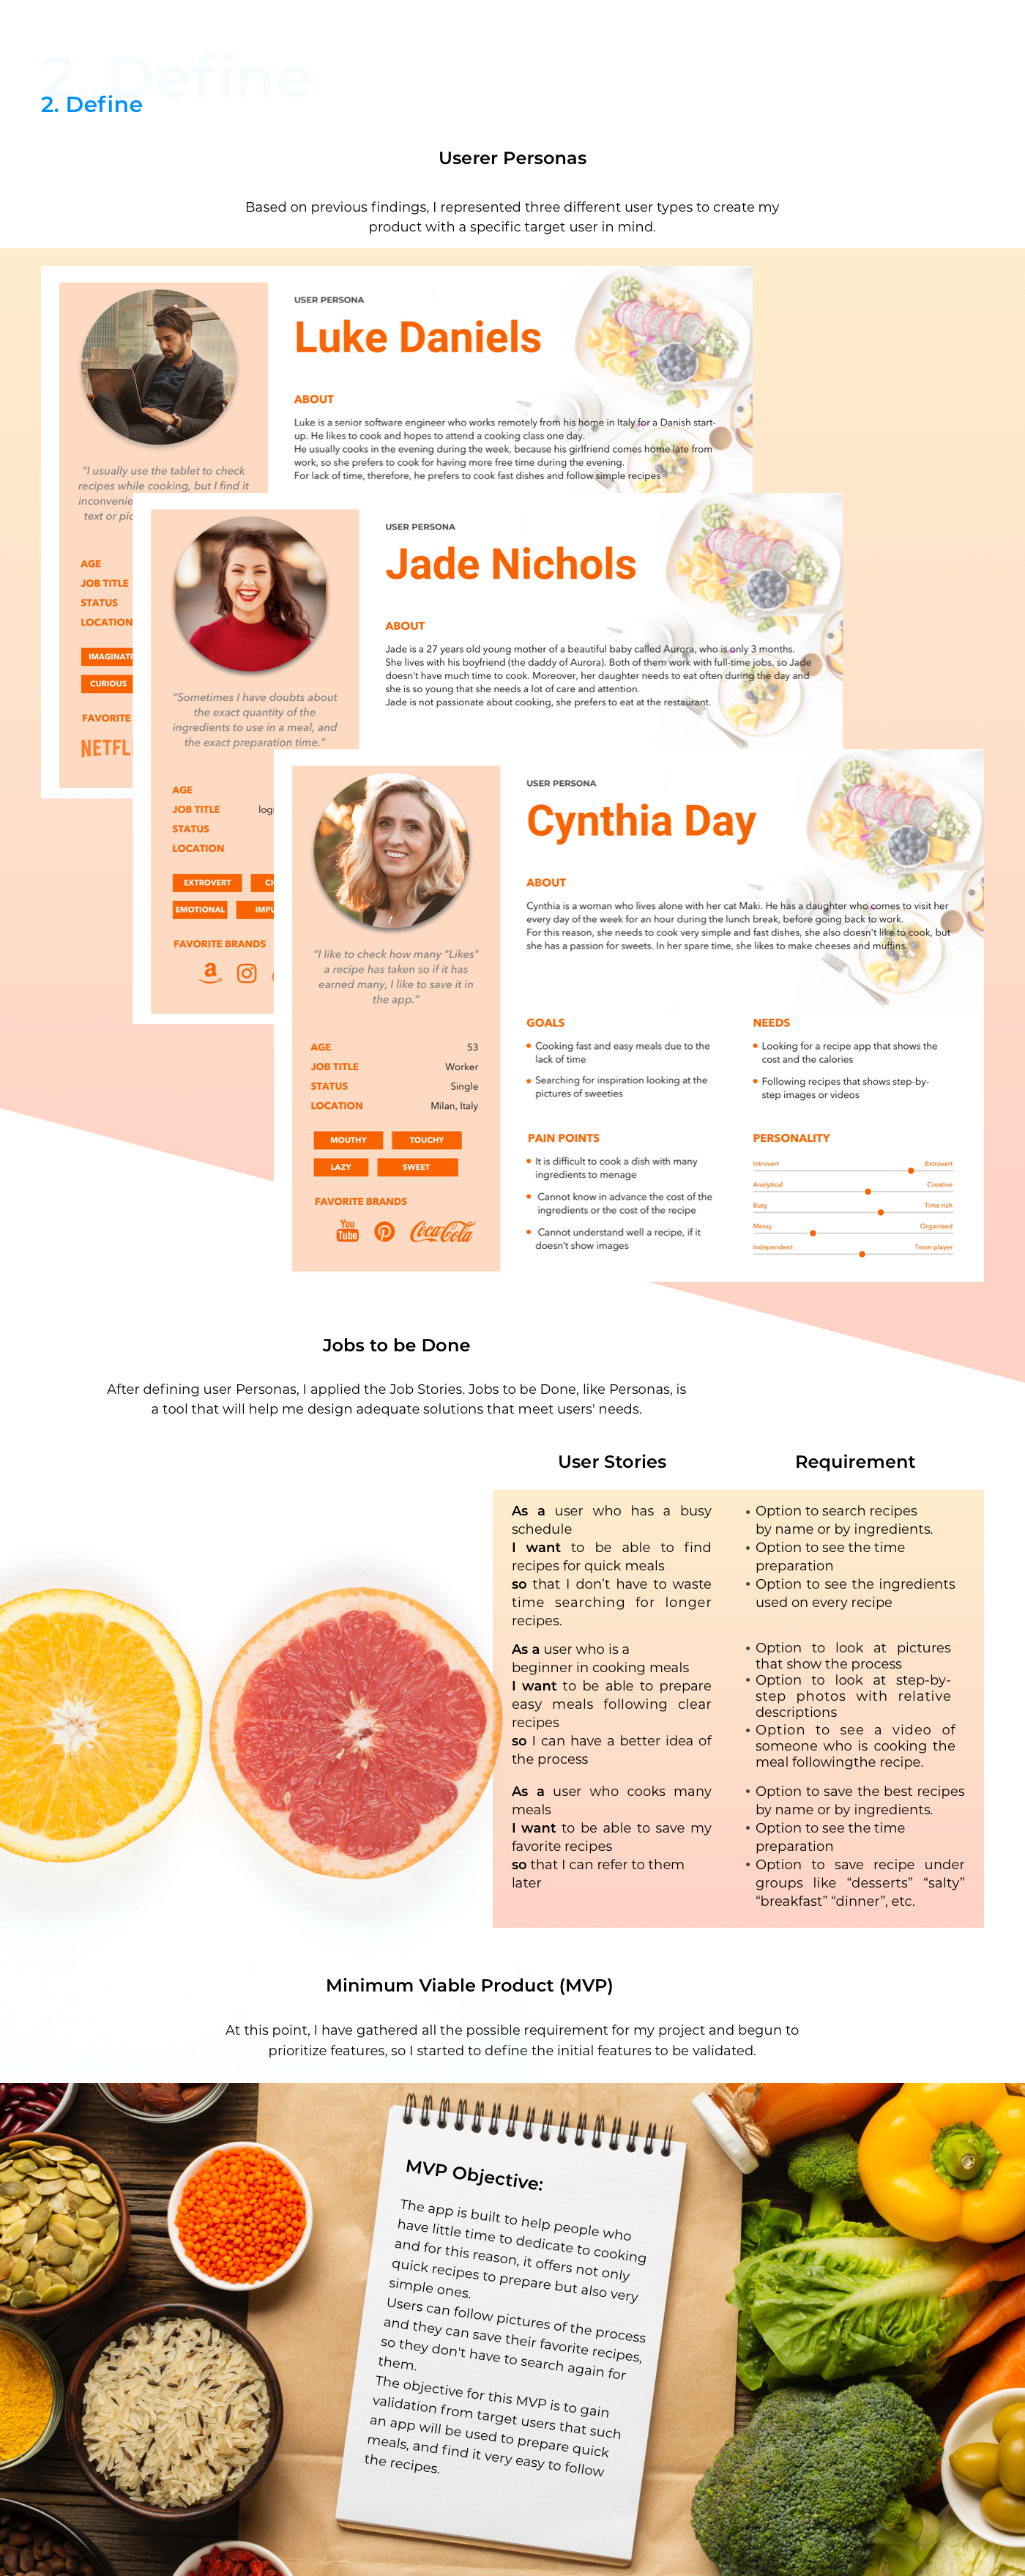 2. Define
2. Define
Userer Personas
Based on previous findings, I represented three different user types to create my
product with a specific target user in mind.
USER PERSONA
Luke Daniels
ABOUT
Luke is a senior software engineer who works remotely from his home in Italy for a Danish start-
up. He likes to cook and hopes to attend a cooking class one day.
He usually cooks in the evening during the week, because his girlfriend comes home late from
work, so she prefers to cook for having more free time during the evening.
For lack of time, therefore, he prefers to cook fast dishes and follow simple recipes
"I usually use the tablet to check
recipes while cooking, but I find it
text or
AGE
JOB TITLE
STATUS
LOCATION
CURIOUS
FAVORITE
USER PERSONA
Jade Nichols
ABOUT
Jade is a 27 years old young mother of a beautiful baby called Aurora, who is only 3 months.
She lives with his boyfriend (the daddy of Aurora). Both of them work with full-time jobs, so Jade
doesn't have much time to cook. Moreover, her daughter needs to eat often during the day and
she is so young that she needs a lot of care and attention.
Jade is not passionate about cooking, she prefers to eat at the restaurant.
"Sometimes I have doubts about
the exact quantity of the
ingredients to use in a meal, and
the exact preparation time."
AGE
JOB TITLE
STATUS
LOCATION
EXTROVERT
EMOTIONAL
FAVORITE BRANDS
USER PERSONA
Cynthia Day
ABOUT
Cynthia is a woman who lives alone with her cat Maki. He has a daughter who comes to visit her
every day of the week for an hour during the lunch break, before going back to work.
For this reason, she needs to cook very simple and fast dishes, she also doesn't like to cook, but
she has a passion for sweets. In her spare time, she likes to make cheeses and muffins.
"I like to check how many "Likes"
a recipe has taken so if it has
earned many, I like to save it in
the app."
AGE 53
JOB TITLE Worker
STATUS Single
LOCATION Milan, Italy
MOUTHY TOUCHY
LAZY SWEET
FAVORITE BRANDS
You Tube Coca-Cola
GOALS
Cooking fast and easy meals due to the
lack of time
Searching for inspiration looking at the
pictures of sweeties
NEEDS
Looking for a recipe app that shows the
cost and the calories
Following recipes that shows step-by-
step images or videos
PAIN POINTS
It is difficult to cook a dish with many
ingredients to menage
Cannot know in advance the cost of the
ingredients or the cost of the recipe
Cannot understand well a recipe, if it
doesn't show images
PERSONALITY
Introvert Extrovert
Analytical Creative
Busy Time rich
Messy Organized
Independent Team player
Jobs to be Done
After defining user Personas, I applied the Job Stories. Jobs to be Done, like Personas, is
a tool that will help me design adequate solutions that meet users' needs.
User Stories
As a user who has a busy
schedule
I want to be able to find
recipes for quick meals
so that I don't have to waste
time searching for longer
recipes.
As a user who is a
beginner in cooking meals
I want to be able to prepare
easy meals following clear
recipes
so I can have a better idea of
the process
As a user who cooks many
meals
I want to be able to save my
favorite recipes
so that I can refer to them
later
Requirement
Option to search recipes
by name or by ingredients.
Option to see the time
preparation
Option to see the ingredients
used on every recipe
Option to look at pictures
that show the process
Option to look at step-by-
step photos with relative
descriptions
Option to see a video of
someone who is cooking the
meal followingthe recipe.
Option to save the best recipes
by name or by ingredients.
Option to see the time
preparation
Option to save recipe under
groups like “desserts” “salty”
“breakfast” “dinner”, etc.
Minimum Viable Product (MVP)
At this point, I have gathered all the possible requirement for my project and begun to
prioritize features, so I started to define the initial features to be validated.
MVP Objective:
The app is built to help people who
have little time to dedicate to cooking
and for this reason, it offers not only
quick recipes to prepare but also very
simple ones.
Users can follow pictures of the process
and they can save their favorite recipes,
so they don't have to search again for
them.
The objective for this MVP is to gain
validation from target users that such
an app will be used to prepare quick
meals, and find it very easy to follow
the recipes.